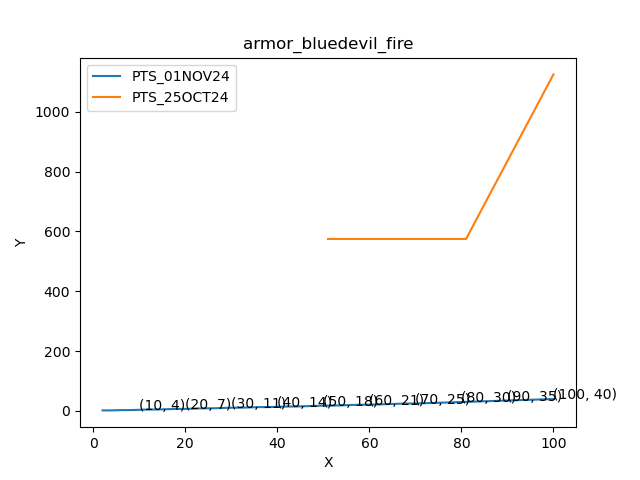 armor_bluedevil_fire
PTS_01NOV24
PTS_25OCT24
1000
800
600
400
200
0
Y
(10, 4)
(20, 7)
(30, 11)
(40, 14)
(50, 18)
(60, 21)
(70, 25)
(80, 30)
(90, 35)
(100, 40)
0 20 40 60 80 100
X